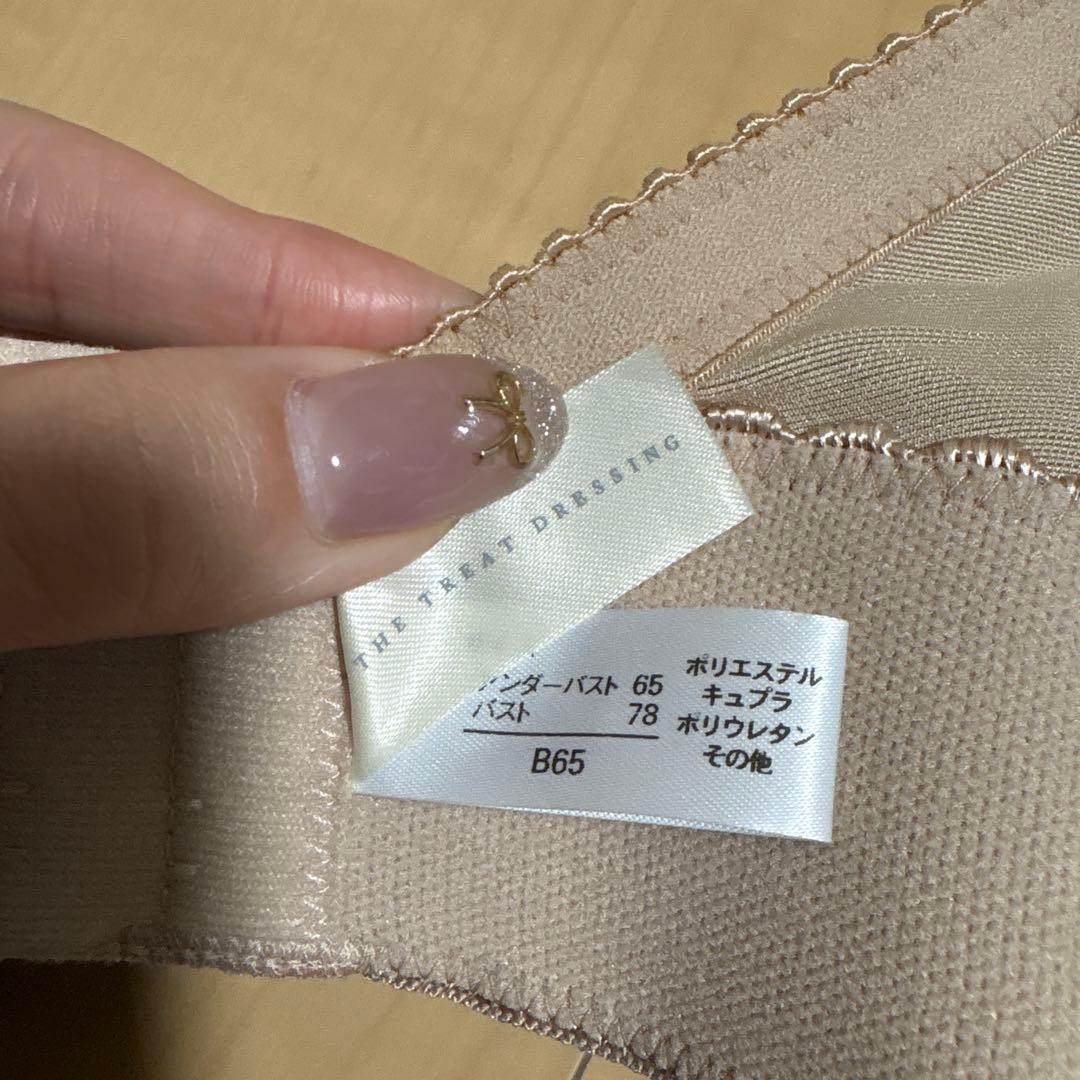 THE TREAT DRESSING
アンダーバスト 65
バスト 78
B65
ポリエステル
キュプラ
ポリウレタン
その他